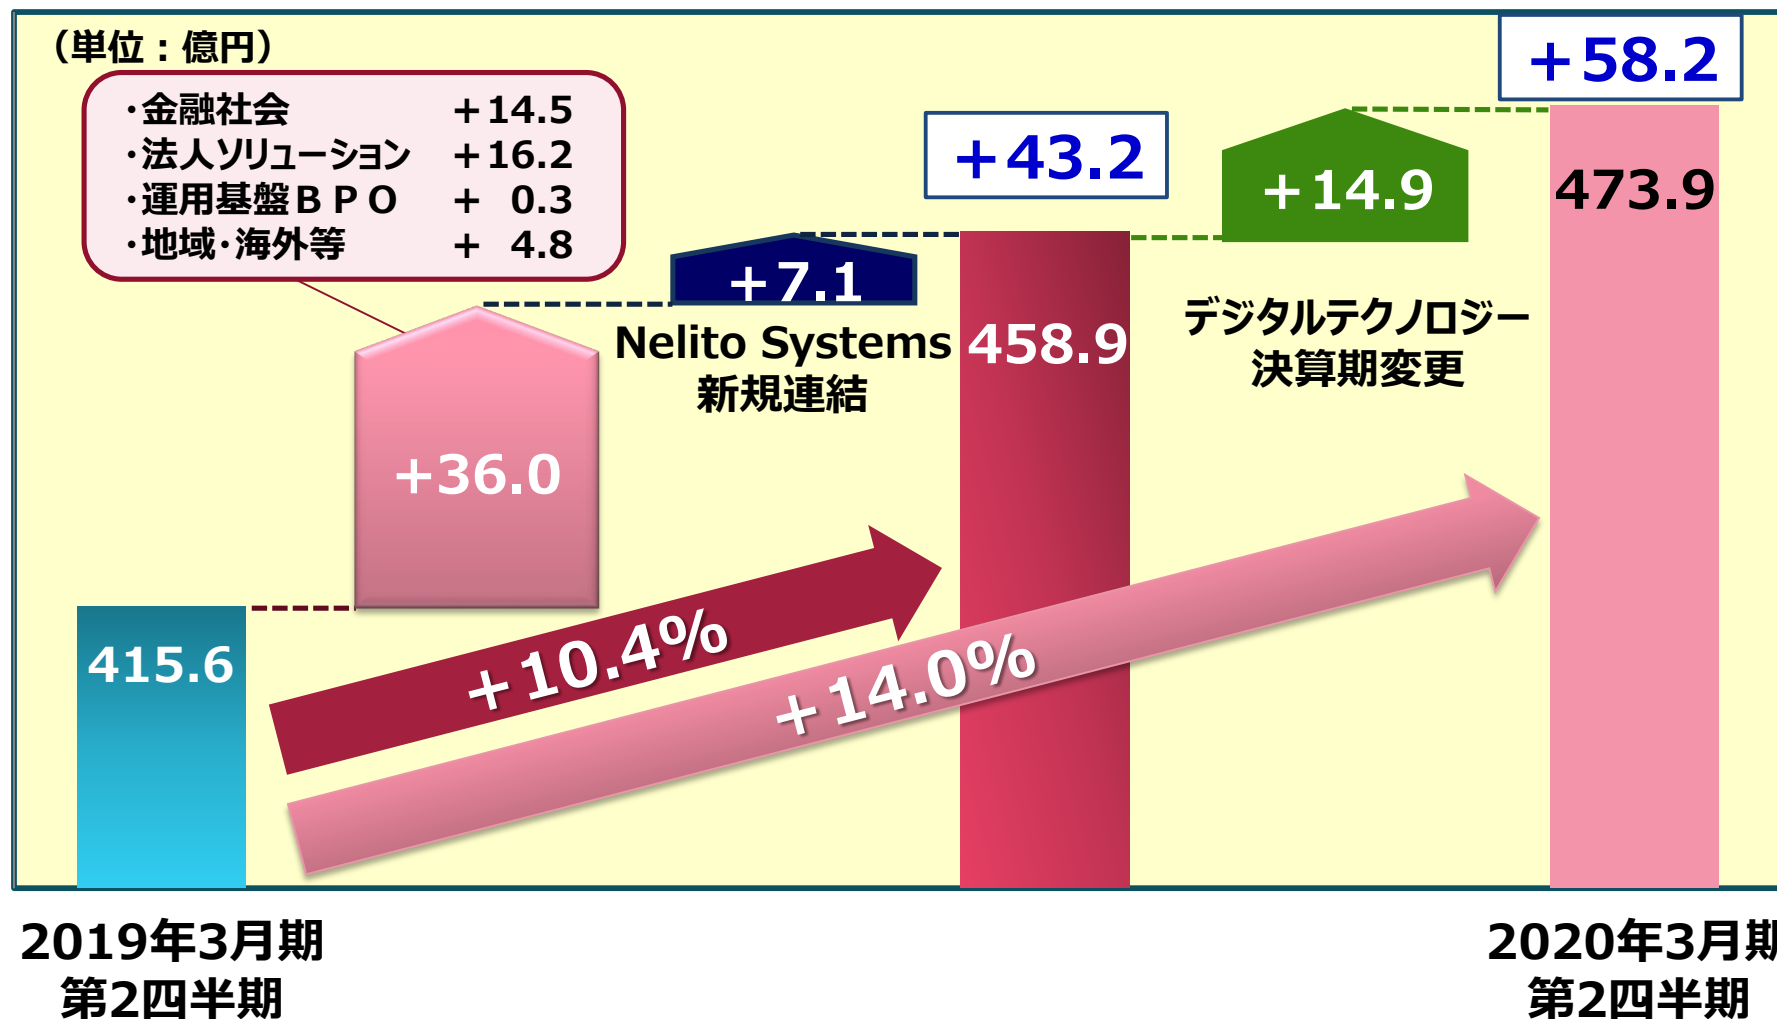 （単位：億円）
・金融社会 +14.5
・法人ソリューション +16.2
・運用基盤ＢＰＯ + 0.3
・地域・海外等 + 4.8
+58.2
+43.2
+14.9
473.9
+7.1
Nelito Systems
新規連結
458.9
デジタルテクノロジー
決算期変更
+36.0
415.6
+10.4%
+14.0%
2019年3月期
第2四半期
2020年3月期
第2四半期